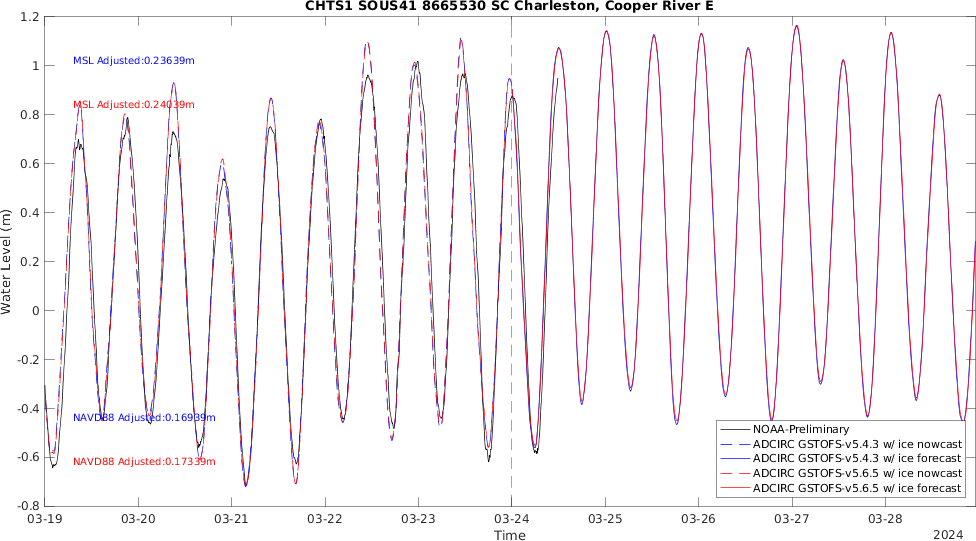 CHTS1 SOUS41 8665530 SC Charleston, Cooper River E
1.2
1
0.8
0.6
0.4
0.2
0
-0.2
-0.4
-0.6
-0.8
Water Level (m)
MSL Adjusted:0.23639m
MSL Adjusted:0.24039m
NAVD88 Adjusted:0.16939m
NAVD88 Adjusted:0.17339m
NOAA-Preliminary
ADCIRC GSTOFS-v5.4.3 w/ ice nowcast
ADCIRC GSTOFS-v5.4.3 w/ ice forecast
ADCIRC GSTOFS-v5.6.5 w/ ice nowcast
ADCIRC GSTOFS-v5.6.5 w/ ice forecast
03-19 03-20 03-21 03-22 03-23 03-24 03-25 03-26 03-27 03-28
Time
2024